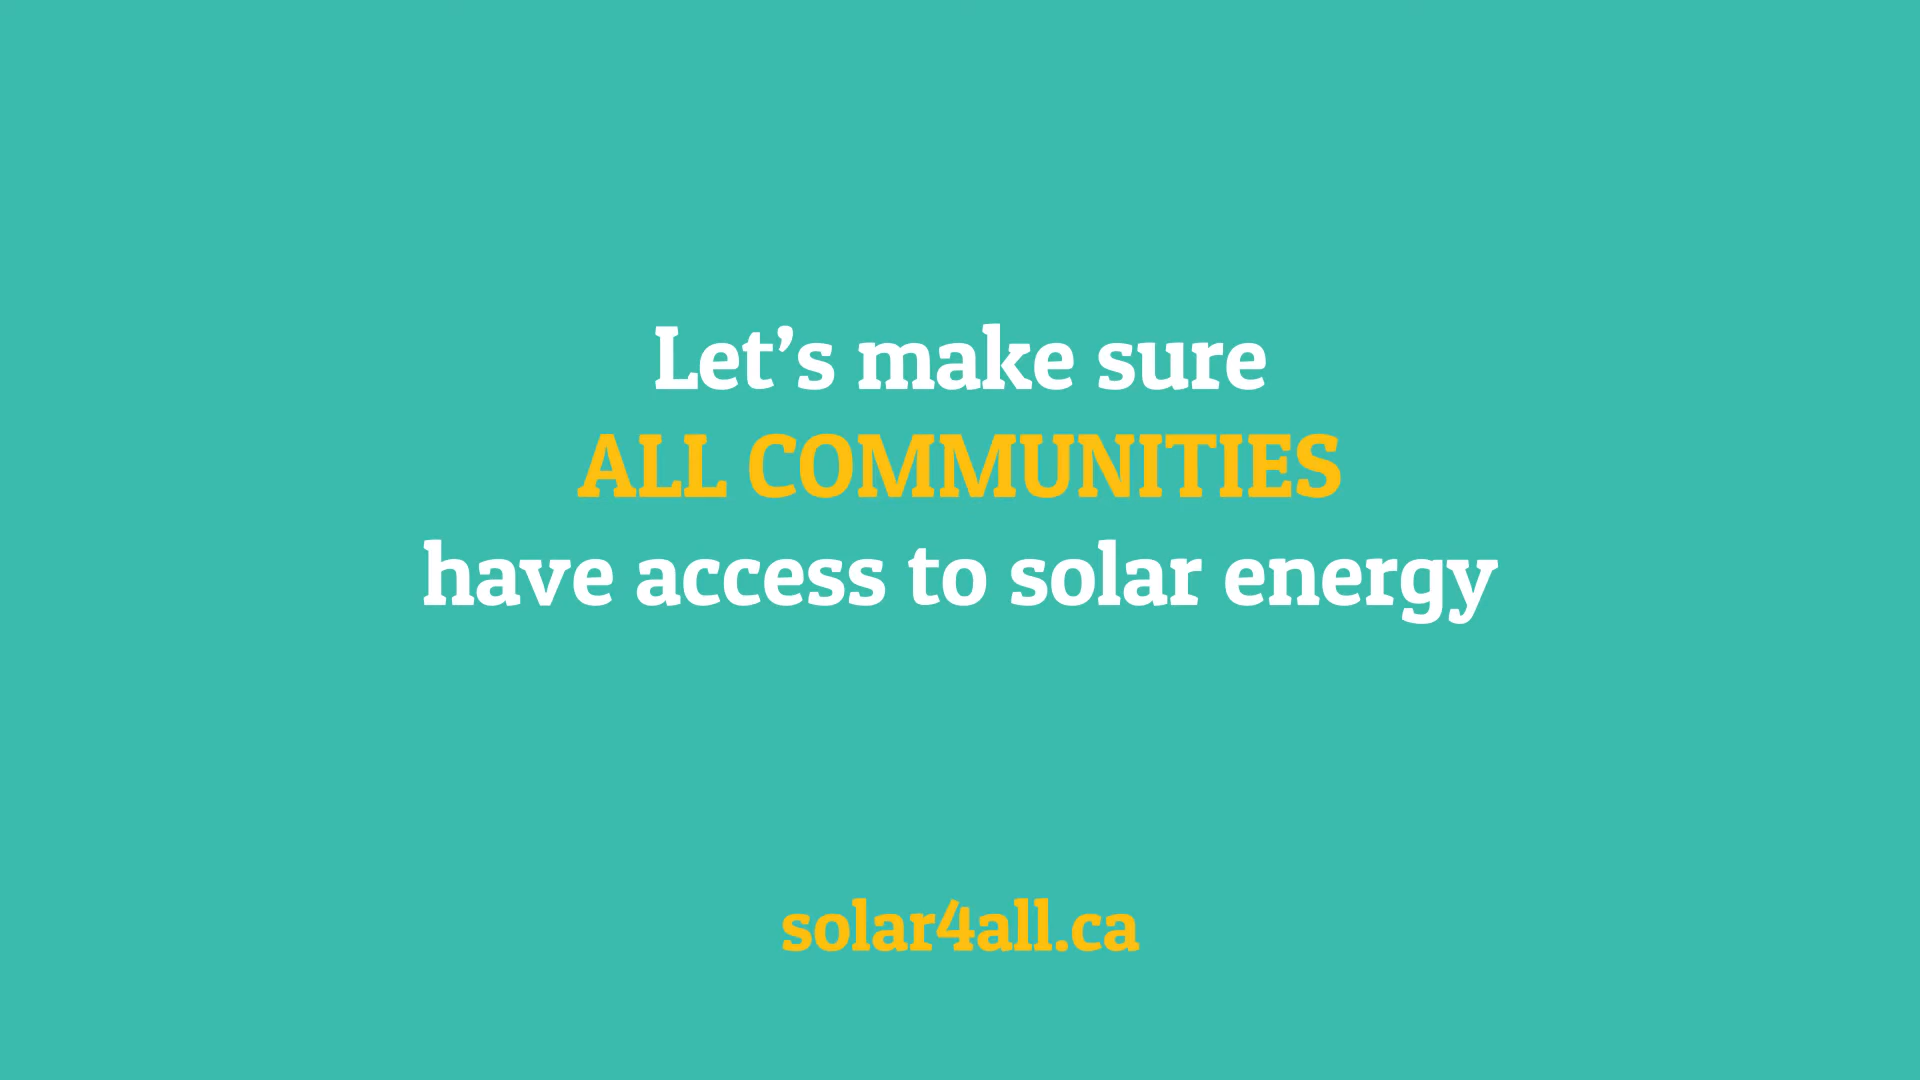 Let’s make sure
ALL COMMUNITIES
have access to solar energy
solar4all.ca